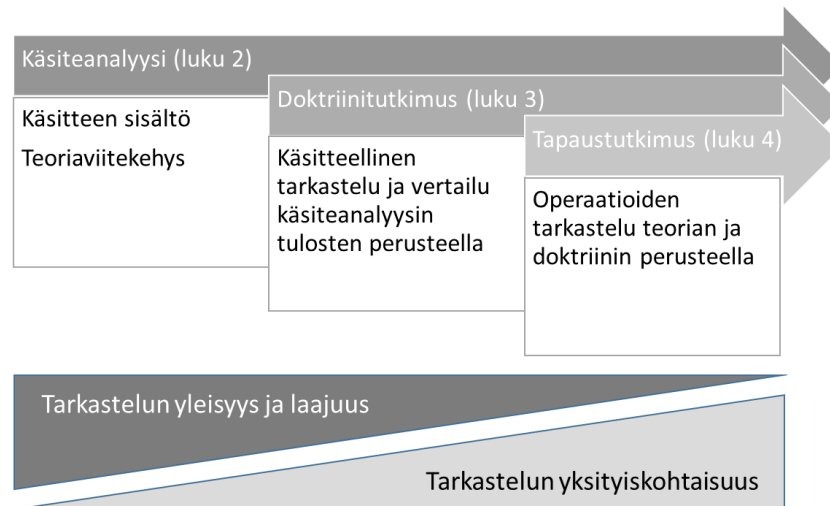 Käsiteanalyysi (luku 2)
Käsitteen sisältö
Teoriaviitekehys
Doktriinitutkimus (luku 3)
Käsitteellinen
tarkastelu ja vertailu
käsiteanalyysin
tulosten perusteella
Tapaustutkimus (luku 4)
Operaatioiden
tarkastelu teorian ja
doktriinin perusteella
Tarkastelun yleisyys ja laajuus
Tarkastelun yksityiskohtaisuus